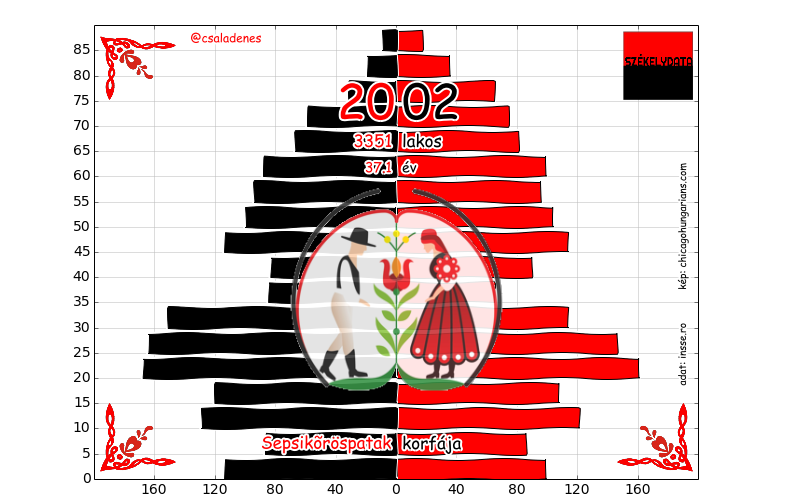 @csaladenes
SZÉKELYDATA
2002
3351 lakos
37.1 év
kép: chicagohungarians.com
adat: insse.ro
Sepsikőröspatak korfája
85
80
75
70
65
60
55
50
45
40
35
30
25
20
15
10
5
0
160 120 80 40 0 40 80 120 160